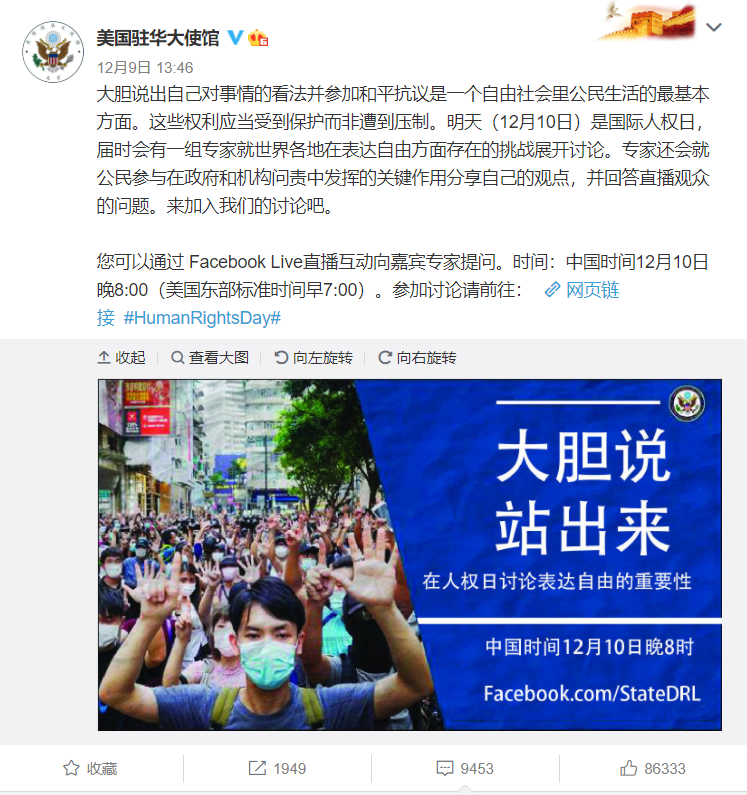 美国驻华大使馆
12月9日 13:46
大胆说出自己对事情的看法并参加和平抗议是一个自由社会里公民生活的最基本
方面。这些权利应当受到保护而非遭到压制。明天（12月10日）是国际人权日，
届时会有一组专家就世界各地在表达自由方面存在的挑战展开讨论。专家还会就
公民参与在政府和机构问责中发挥的关键作用分享自己的观点，并回答直播观众
的问题。来加入我们的讨论吧。
您可以通过 Facebook Live直播互动向嘉宾专家提问。时间：中国时间12月10日
晚8:00（美国东部标准时间早7:00）。参加讨论请前往： 网页链
接 #HumanRightsDay#
收起 查看大图 向左旋转 向右旋转
大胆说
站出来
在人权日讨论表达自由的重要性
中国时间12月10日晚8时
Facebook.com/StateDRL
收藏 1949 9453 86333